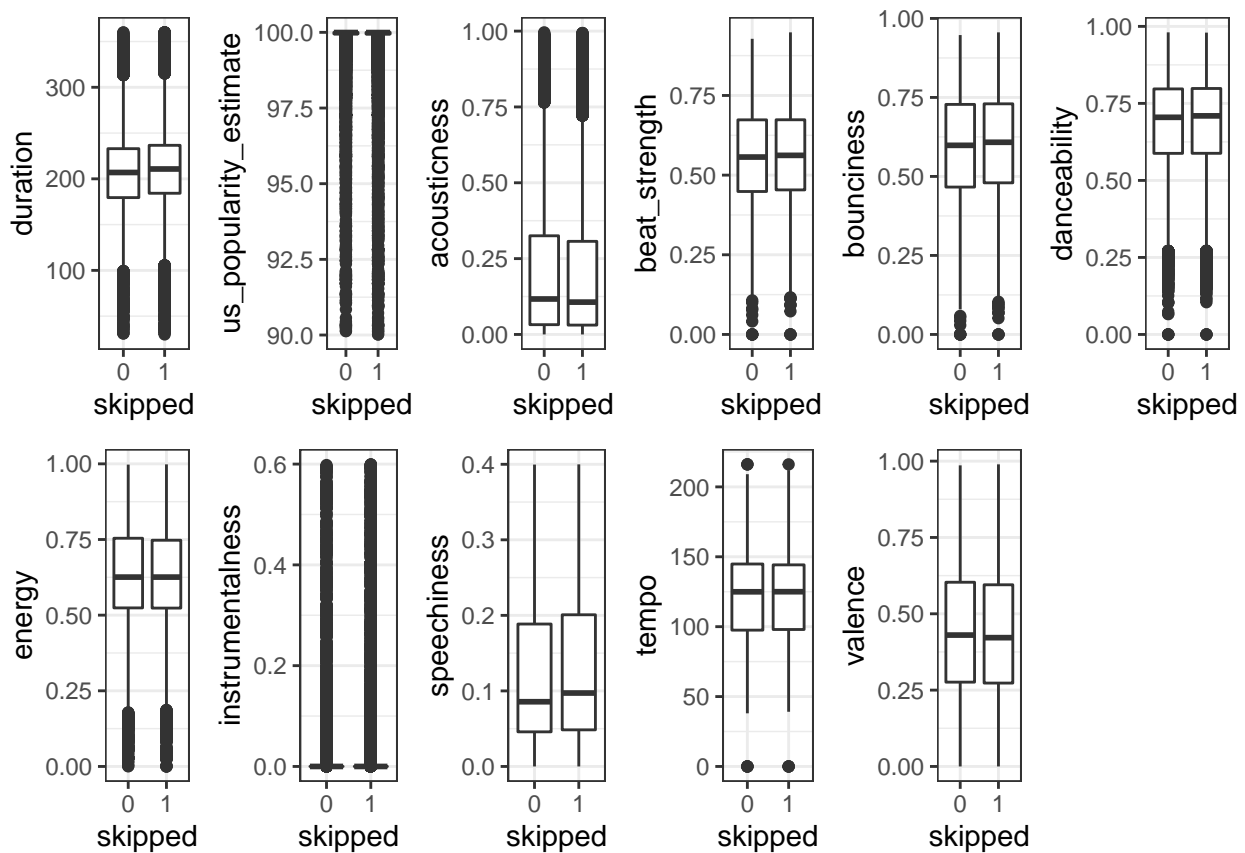 duration
300
200
100
0 1
skipped
us_popularity_estimate
100.0
97.5
95.0
92.5
90.0
0 1
skipped
acousticness
1.00
0.75
0.50
0.25
0.00
0 1
skipped
beat_strength
0.75
0.50
0.25
0.00
0 1
skipped
bounciness
1.00
0.75
0.50
0.25
0.00
0 1
skipped
danceability
1.00
0.75
0.50
0.25
0.00
0 1
skipped
energy
1.00
0.75
0.50
0.25
0.00
0 1
skipped
instrumentalness
0.6
0.4
0.2
0.0
0 1
skipped
speechiness
0.4
0.3
0.2
0.1
0.0
0 1
skipped
tempo
200
150
100
50
0
0 1
skipped
valence
1.00
0.75
0.50
0.25
0.00
0 1
skipped